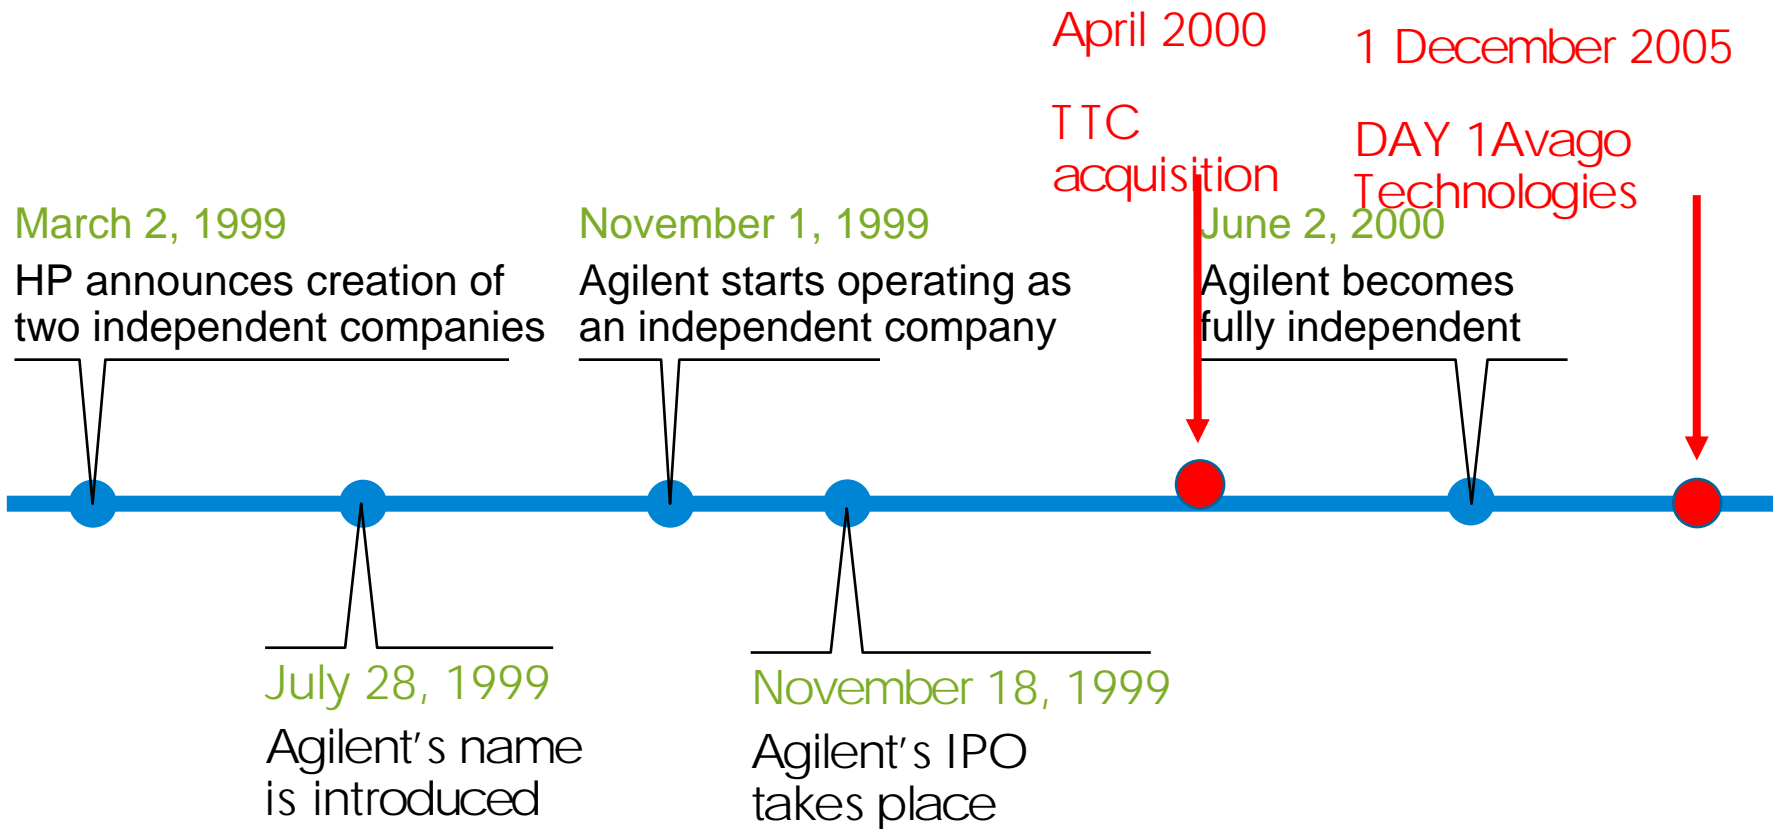 April 2000
TTC
acquisition
1 December 2005
DAY 1Avago
Technologies
March 2, 1999
HP announces creation of
two independent companies
November 1, 1999
Agilent starts operating as
an independent company
June 2, 2000
Agilent becomes
fully independent
July 28, 1999
Agilent's name
is introduced
November 18, 1999
Agilent's IPO
takes place